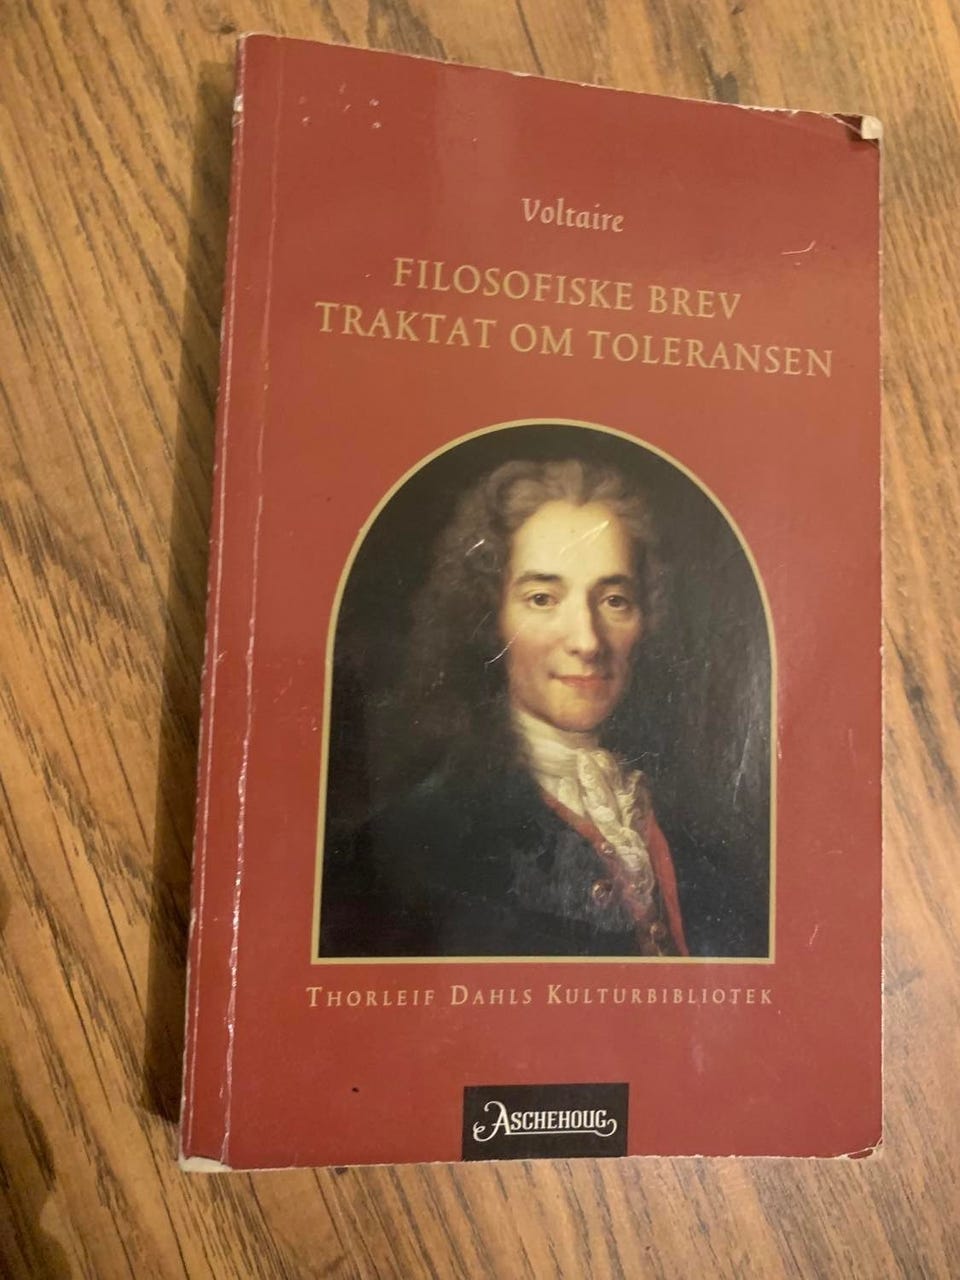 Voltaire
FILOSOFISKE BREV
TRAKTAT OM TOLERANSEN
THORLEIF DAHLS KULTURBIBLIOTEK
ASCHEHOUG